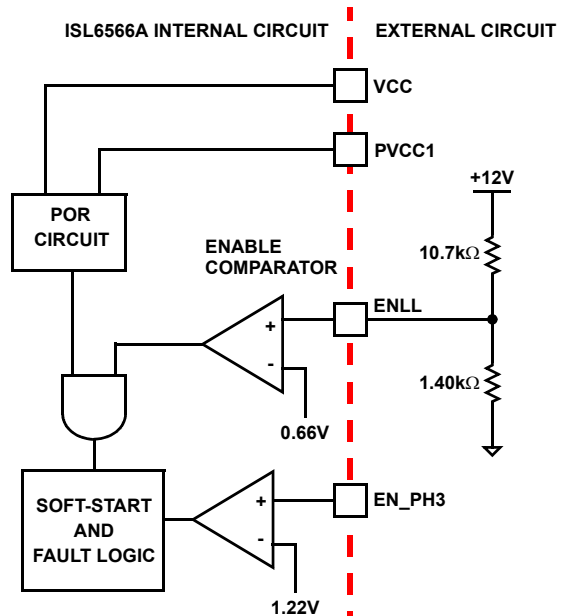 ISL6566A INTERNAL CIRCUIT
EXTERNAL CIRCUIT
VCC
PVCC1
+12V
POR
CIRCUIT
10.7kΩ
ENABLE
COMPARATOR
ENLL
+
-
1.40kΩ
0.66V
SOFT-START
AND
FAULT LOGIC
+
-
EN_PH3
1.22V